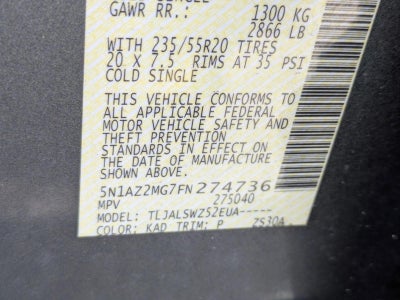 GAWR RR.: 1300 KG
2866 LB
WITH 235/55R20 TIRES
20 X 7.5 RIMS AT 35 PSI
COLD SINGLE
THIS VEHICLE CONFORMS TO
ALL APPLICABLE FEDERAL
MOTOR VEHICLE SAFETY AND
THEFT PREVENTION
STANDARDS IN EFFECT ON
THE DATE OF MANUFACTURE
SHOWN ABOVE.
5N1AZ2MG7FN274736
MPV 275040
TLJALSWZ52EUA-----
COLOR: KAD TRIM: P ZS30A